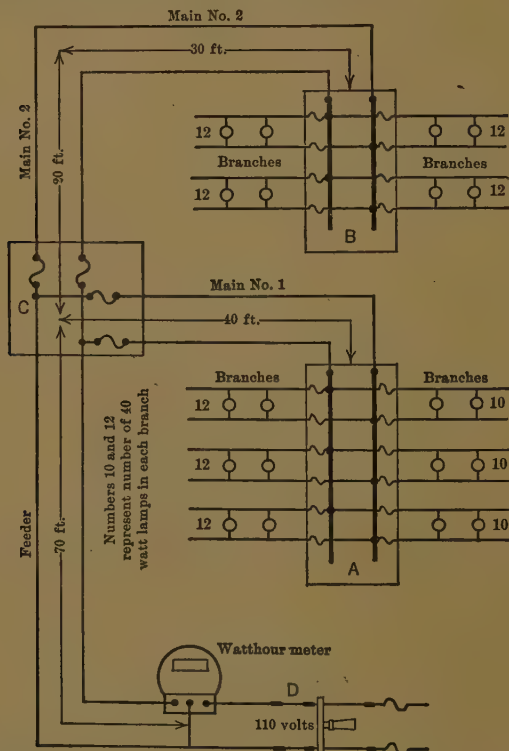 Main No. 2
30 ft.
Main No. 2
20 ft.
12
12
Branches
Branches
12
12
B
C
Main No. 1
40 ft.
Branches
Branches
12
10
12
10
12
10
A
Numbers 10 and 12
represent number of 40
watt lamps in each branch
Feeder
70 ft.
Watthour meter
D
110 volts